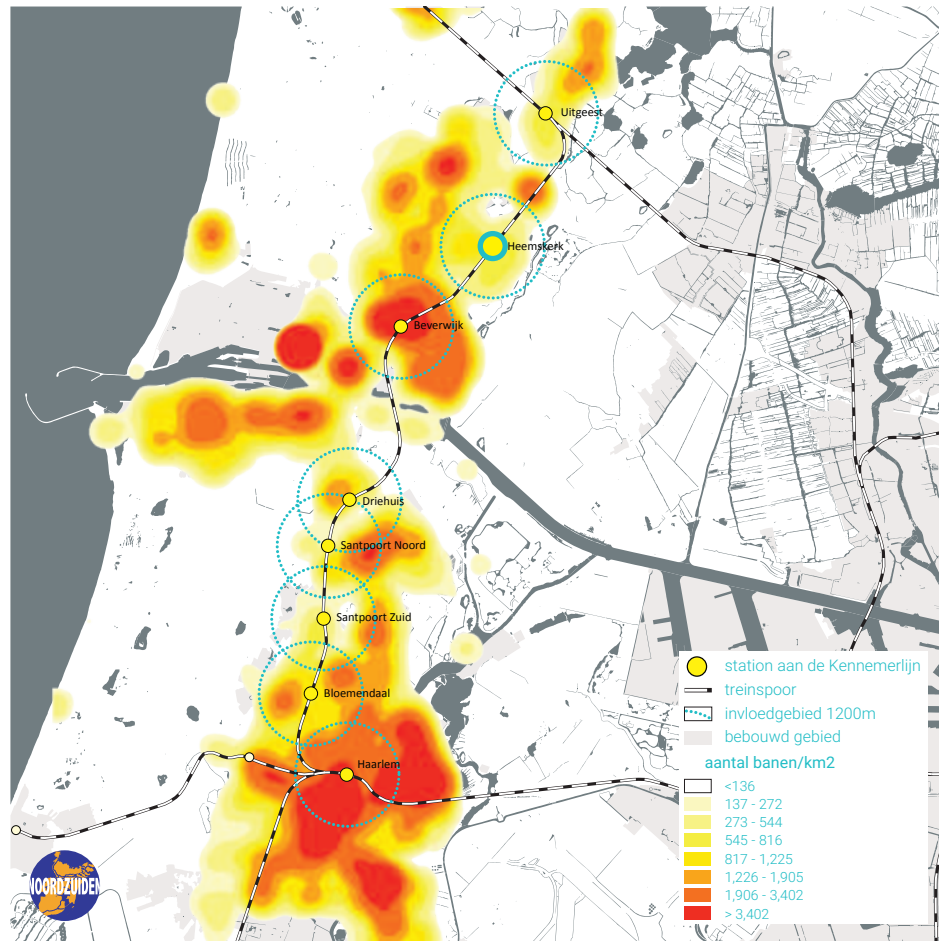 Uitgeest
Heemskerk
Beverwijk
Driehuis
Santpoort Noord
Santpoort Zuid
Bloemendaal
Haarlem
station aan de Kennemerlijn
treinspoor
invloedgebied 1200m
bebouwd gebied
aantal banen/km2
<136
137 - 272
273 - 544
545 - 816
817 - 1,225
1,226 - 1,905
1,906 - 3,402
> 3,402
NOORDZUIDEN